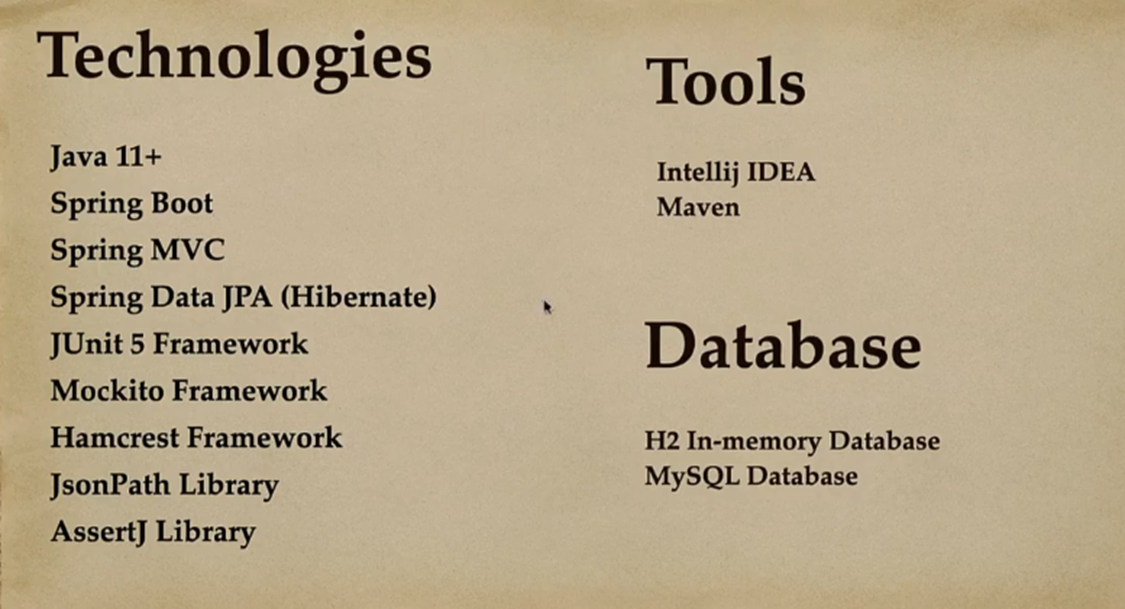 Technologies
Java 11+
Spring Boot
Spring MVC
Spring Data JPA (Hibernate)
JUnit 5 Framework
Mockito Framework
Hamcrest Framework
JsonPath Library
AssertJ Library
Tools
Intellij IDEA
Maven
Database
H2 In-memory Database
MySQL Database